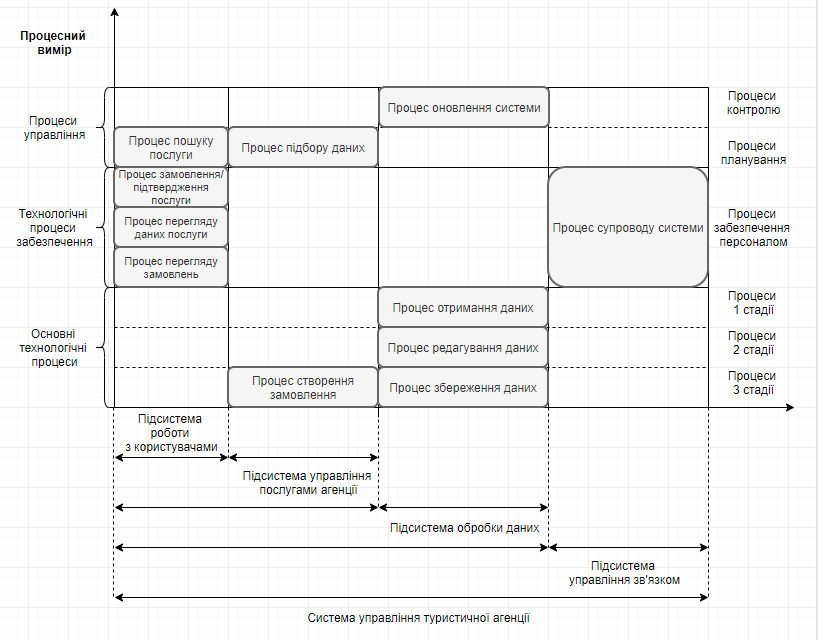 Процесний
вимір
Процес оновлення системи
Процеси
контролю
Процеси
управління
Процес пошуку
послуги
Процес підбору даних
Процеси
планування
Процес замовлення/
підтвердження
послуги
Технологічні
процеси
забезпечення
Процес перегляду
даних послуги
Процес супроводу системи
Процеси
забезпечення
персоналом
Процес перегляду
замовлень
Процес отримання даних
Процеси
1 стадії
Основні
технологічні
процеси
Процес редагування даних
Процеси
2 стадії
Процес створення
замовлення
Процес збереження даних
Процеси
3 стадії
Підсистема
роботи
з користувачами
Підсистема управління
послугами агенції
Підсистема обробки даних
Підсистема
управління зв'язком
Система управління туристичної агенції